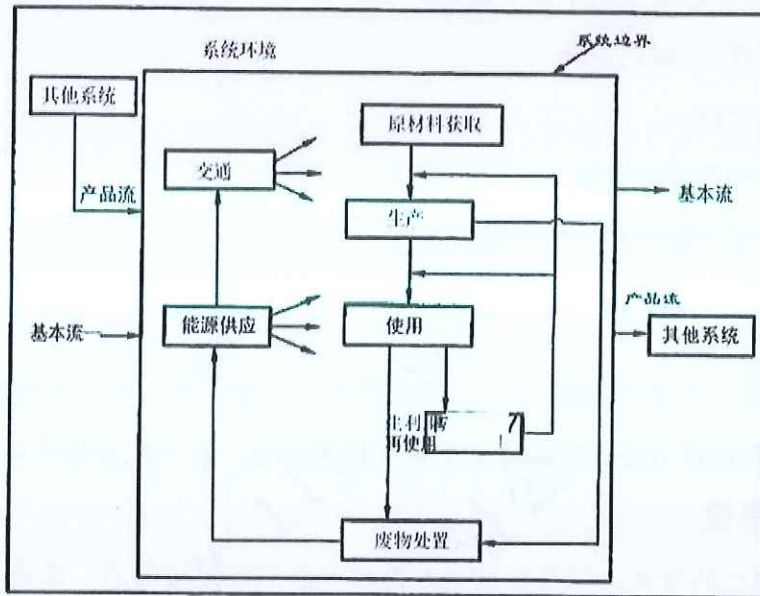 系统环境
系统边界
其他系统
原材料获取
交通
产品流
基本流
生产
产品流
基本流
能源供应
使用
其他系统
再使用
废物处置
单位